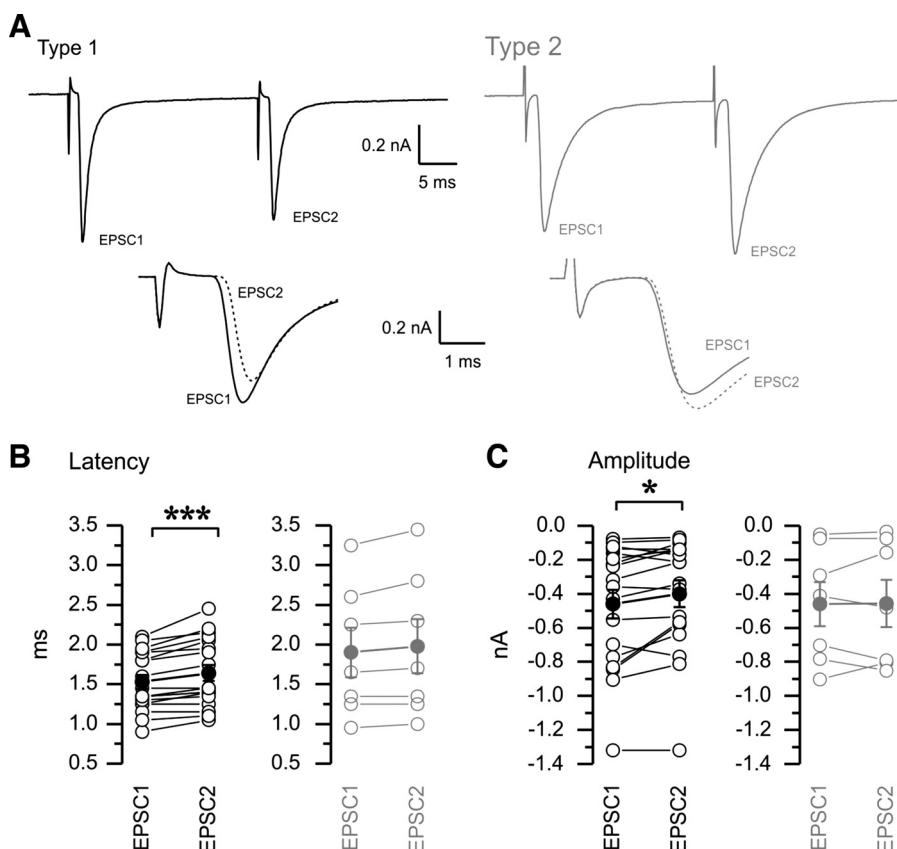 A
Type 1
Type 2
0.2 nA
5 ms
EPSC1
EPSC2
EPSC1
EPSC2
EPSC2
EPSC1
0.2 nA
1 ms
EPSC1
EPSC2
B
Latency
C
Amplitude
***
*
ms
3.5
3.0
2.5
2.0
1.5
1.0
0.5
EPSC1
EPSC2
3.5
3.0
2.5
2.0
1.5
1.0
0.5
EPSC1
EPSC2
nA
0.0
-0.2
-0.4
-0.6
-0.8
-1.0
-1.2
-1.4
EPSC1
EPSC2
0.0
-0.2
-0.4
-0.6
-0.8
-1.0
-1.2
-1.4
EPSC1
EPSC2